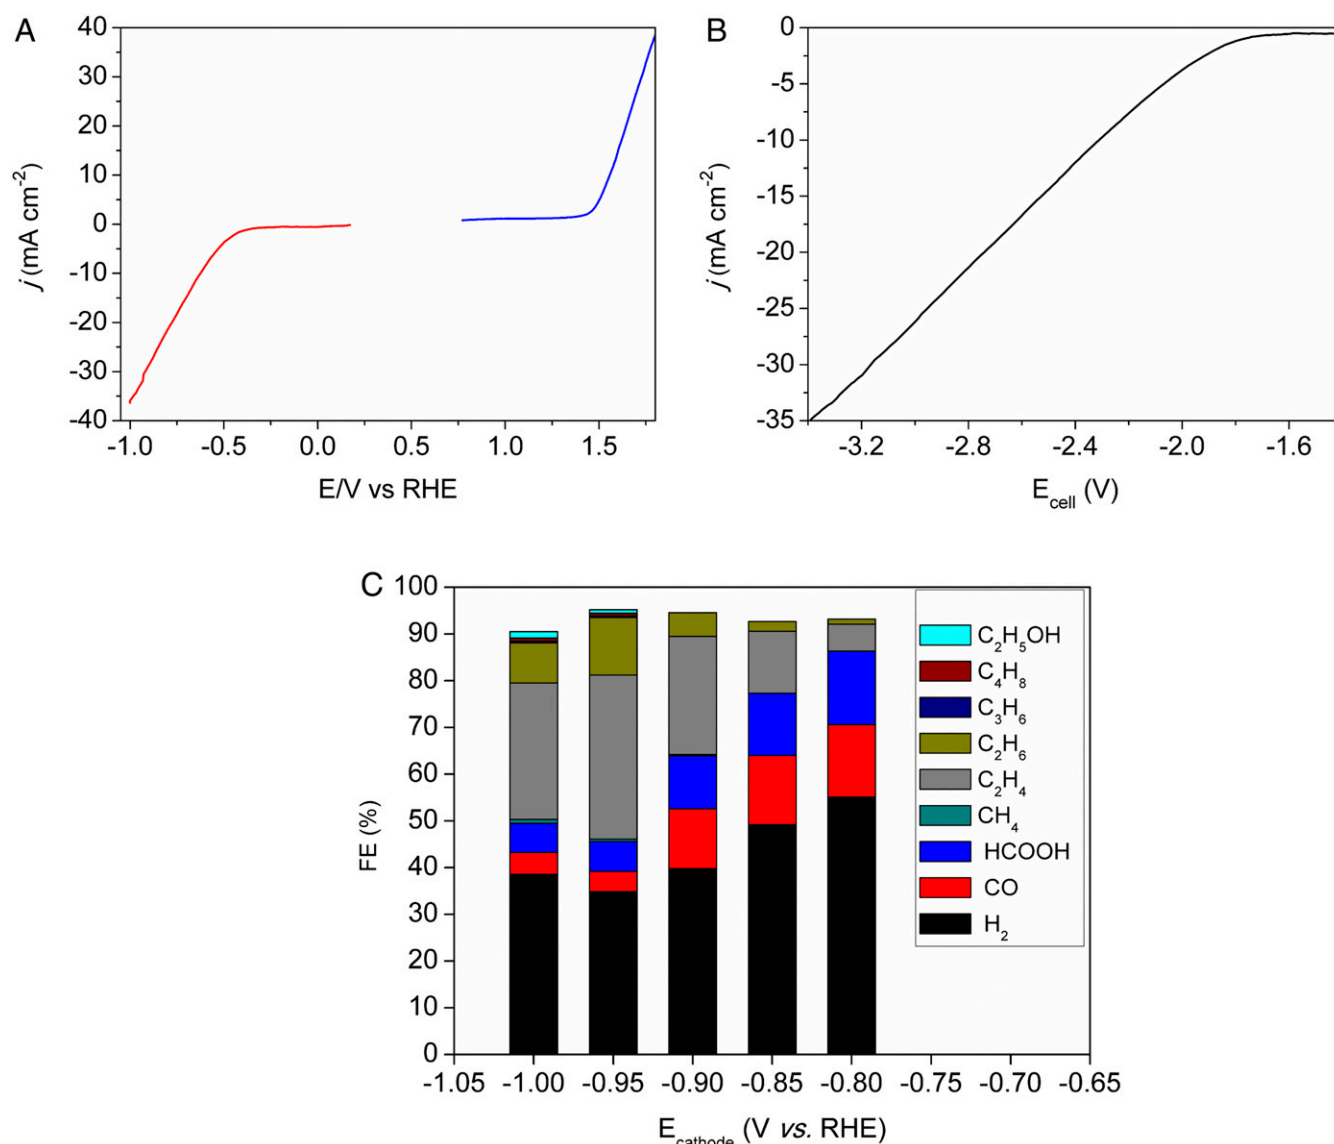 A
40
30
20
10
0
-10
-20
-30
-40
j (mA cm⁻²)
-1.0 -0.5 0.0 0.5 1.0 1.5
E/V vs RHE
B
0
-5
-10
-15
-20
-25
-30
-35
j (mA cm⁻²)
-3.2 -2.8 -2.4 -2.0 -1.6
E_cell (V)
C
100
90
80
70
60
50
40
30
20
10
0
FE (%)
C₂H₅OH
C₄H₈
C₃H₆
C₂H₆
C₂H₄
CH₄
HCOOH
CO
H₂
-1.05 -1.00 -0.95 -0.90 -0.85 -0.80 -0.75 -0.70 -0.65
E_cathode (V vs. RHE)